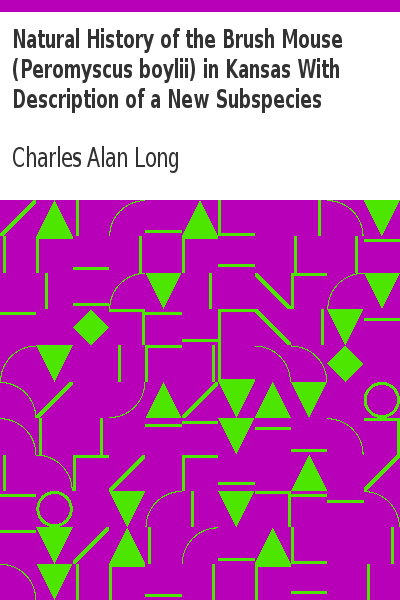 Natural History of the Brush Mouse
(Peromyscus boylii) in Kansas With
Description of a New Subspecies
Charles Alan Long